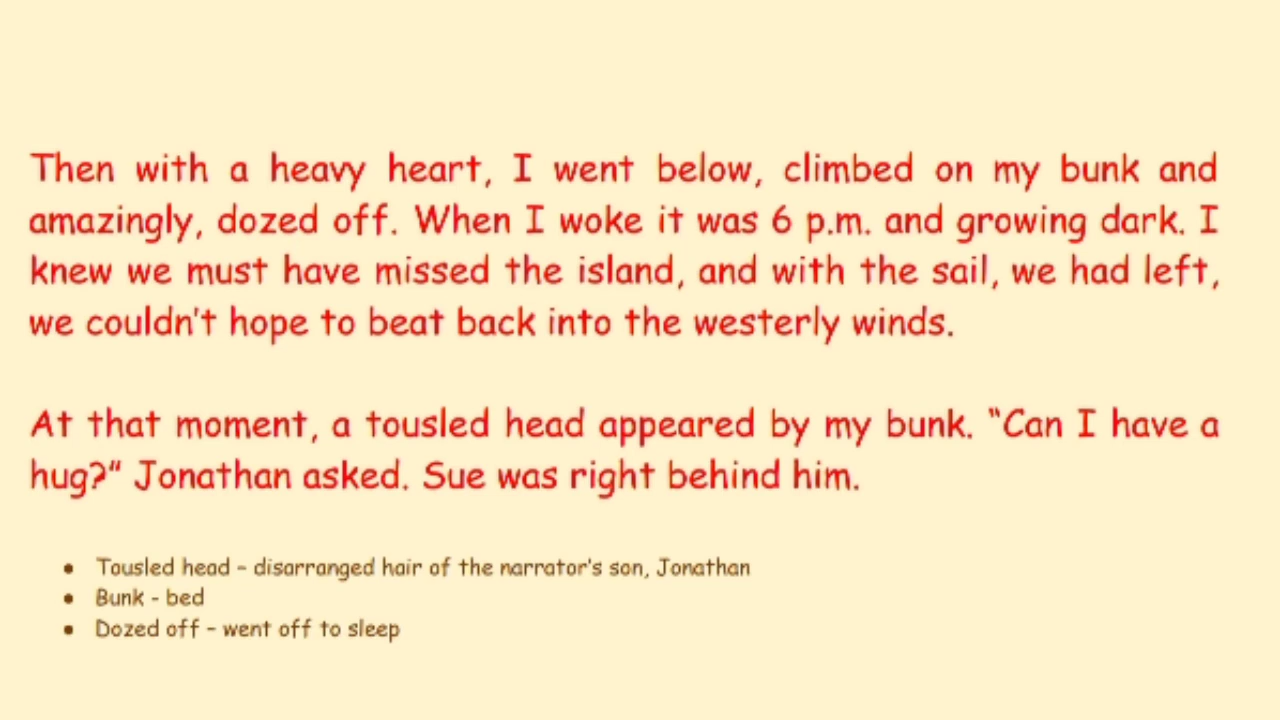 Then with a heavy heart, I went below, climbed on my bunk and
amazingly, dozed off. When I woke it was 6 p.m. and growing dark. I
knew we must have missed the island, and with the sail, we had left,
we couldn't hope to beat back into the westerly winds.
At that moment, a tousled head appeared by my bunk. “Can I have a
hug?” Jonathan asked. Sue was right behind him.
• Tousled head – disarranged hair of the narrator's son, Jonathan
• Bunk - bed
• Dozed off – went off to sleep